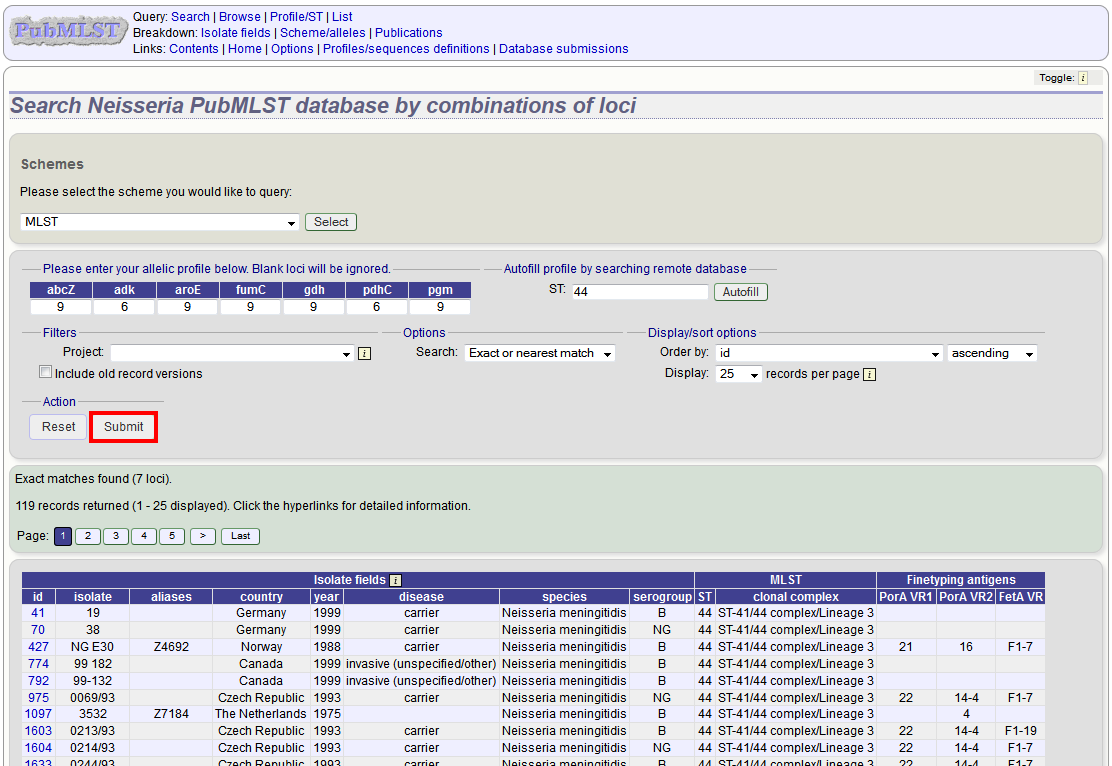 PubMLST
Query: Search | Browse | Profile/ST | List
Breakdown: Isolate fields | Scheme/alleles | Publications
Links: Contents | Home | Options | Profiles/sequences definitions | Database submissions
Toggle: i
Search Neisseria PubMLST database by combinations of loci
Schemes
Please select the scheme you would like to query:
MLST Select
Please enter your allelic profile below. Blank loci will be ignored. Autofill profile by searching remote database
abcZ adk aroE fumC gdh pdhC pgm ST: 44 Autofill
9 6 9 9 9 6 9
Filters Options Display/sort options
Project: i Search: Exact or nearest match Order by: id ascending
Include old record versions Display: 25 records per page i
Action
Reset Submit
Exact matches found (7 loci).
119 records returned (1 - 25 displayed). Click the hyperlinks for detailed information.
Page: 1 2 3 4 5 > Last
Isolate fields i MLST Finetyping antigens
id isolate aliases country year disease species serogroup ST clonal complex PorA VR1 PorA VR2 FetA VR
41 19 Germany 1999 carrier Neisseria meningitidis B 44 ST-41/44 complex/Lineage 3
70 38 Germany 1999 carrier Neisseria meningitidis NG 44 ST-41/44 complex/Lineage 3
427 NG E30 Z4692 Norway 1988 carrier Neisseria meningitidis B 44 ST-41/44 complex/Lineage 3 21 16 F1-7
774 99 182 Canada 1999 invasive (unspecified/other) Neisseria meningitidis B 44 ST-41/44 complex/Lineage 3
792 99-132 Canada 1999 invasive (unspecified/other) Neisseria meningitidis B 44 ST-41/44 complex/Lineage 3
975 0069/93 Czech Republic 1993 carrier Neisseria meningitidis NG 44 ST-41/44 complex/Lineage 3 22 14-4 F1-7
1097 3532 Z7184 The Netherlands 1975 Neisseria meningitidis B 44 ST-41/44 complex/Lineage 3 4
1603 0213/93 Czech Republic 1993 carrier Neisseria meningitidis B 44 ST-41/44 complex/Lineage 3 22 14-4 F1-19
1604 0214/93 Czech Republic 1993 carrier Neisseria meningitidis NG 44 ST-41/44 complex/Lineage 3 22 14-4 F1-7
1633 0244/93 Czech Republic 1993 carrier Neisseria meningitidis B 44 ST-41/44 complex/Lineage 3 22 14-4 F1-7